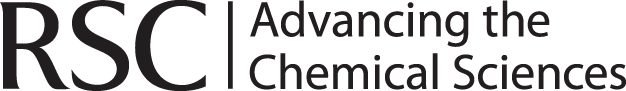 RSC
Advancing the
Chemical Sciences